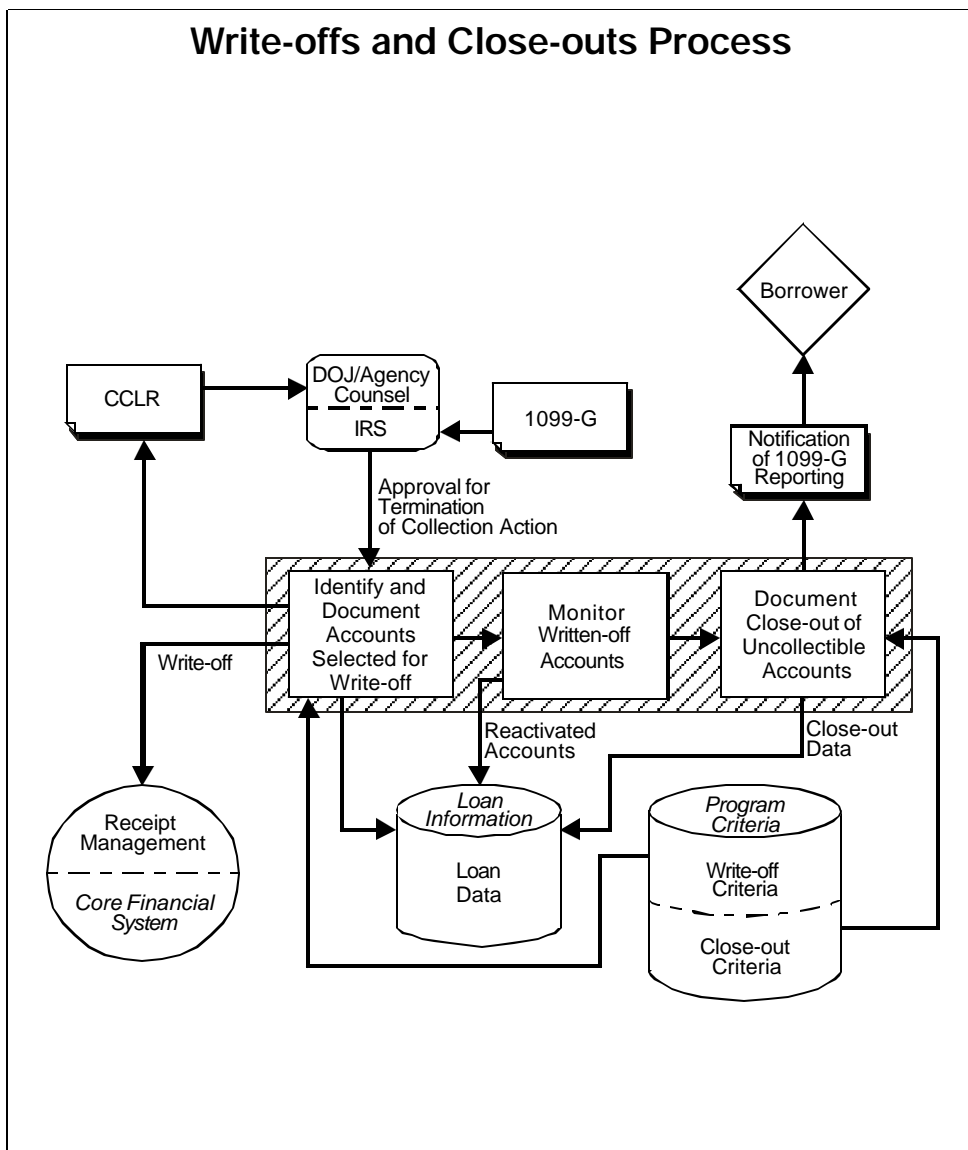 Write-offs and Close-outs Process
Borrower
CCLR
DOJ/Agency
Counsel
IRS
1099-G
Notification
of 1099-G
Reporting
Approval for
Termination
of Collection Action
Identify and
Document
Accounts
Selected for
Write-off
Monitor
Written-off
Accounts
Document
Close-out of
Uncollectible
Accounts
Write-off
Reactivated
Accounts
Close-out
Data
Receipt
Management
Core Financial
System
Loan
Information
Loan
Data
Program
Criteria
Write-off
Criteria
Close-out
Criteria